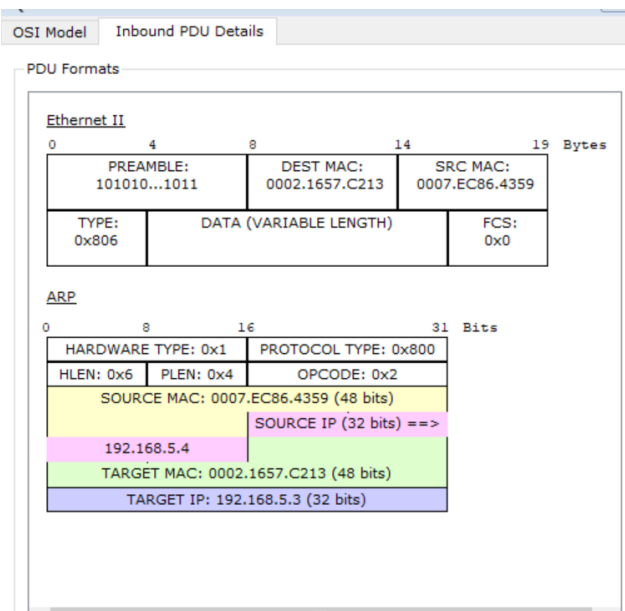 OSI Model Inbound PDU Details
PDU Formats
Ethernet II
0 4 8 14 19 Bytes
PREAMBLE: DEST MAC: SRC MAC:
101010...1011 0002.1657.C213 0007.EC86.4359
TYPE: DATA (VARIABLE LENGTH) FCS:
0x806 0x0
ARP
0 8 16 31 Bits
HARDWARE TYPE: 0x1 PROTOCOL TYPE: 0x800
HLEN: 0x6 PLEN: 0x4 OPCODE: 0x2
SOURCE MAC: 0007.EC86.4359 (48 bits)
SOURCE IP (32 bits) ==>
192.168.5.4
TARGET MAC: 0002.1657.C213 (48 bits)
TARGET IP: 192.168.5.3 (32 bits)